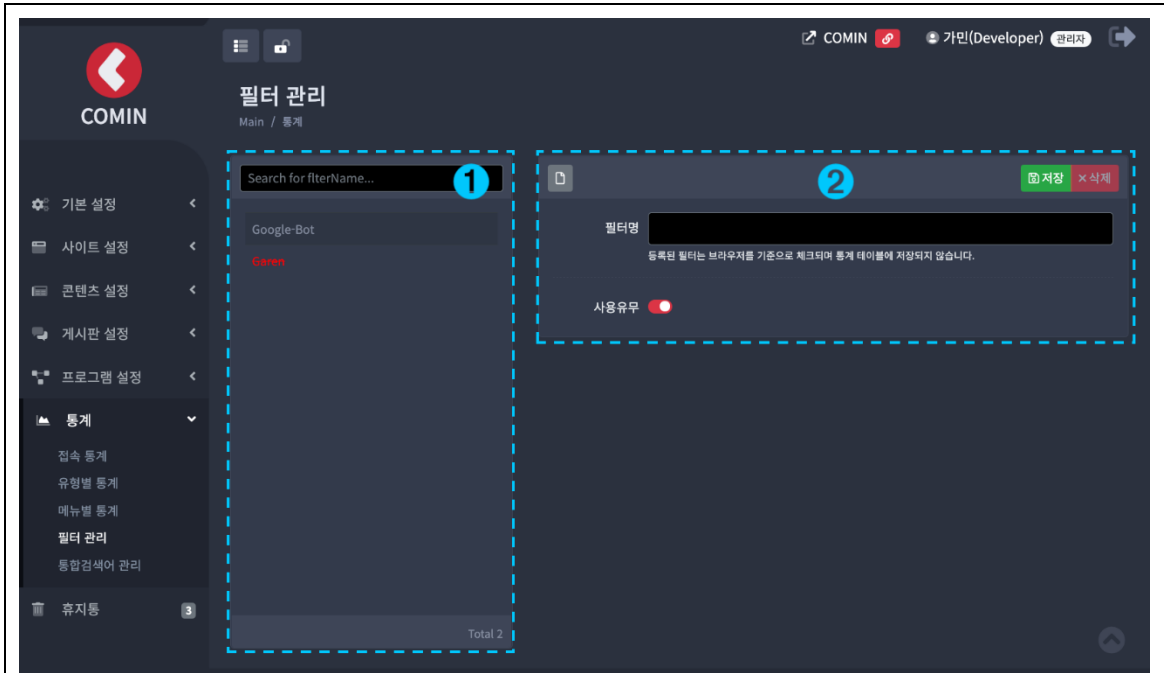 COMIN
가민(Developer) 관리자
COMIN
필터 관리
Main / 통계
기본 설정
사이트 설정
콘텐츠 설정
게시판 설정
프로그램 설정
통계
접속 통계
유형별 통계
메뉴별 통계
필터 관리
통합검색어 관리
휴지통 3
Search for flterName...
1
Google-Bot
Garen
Total 2
2
저장 ×삭제
필터명
등록된 필터는 브라우저를 기준으로 체크되며 통계 테이블에 저장되지 않습니다.
사용유무